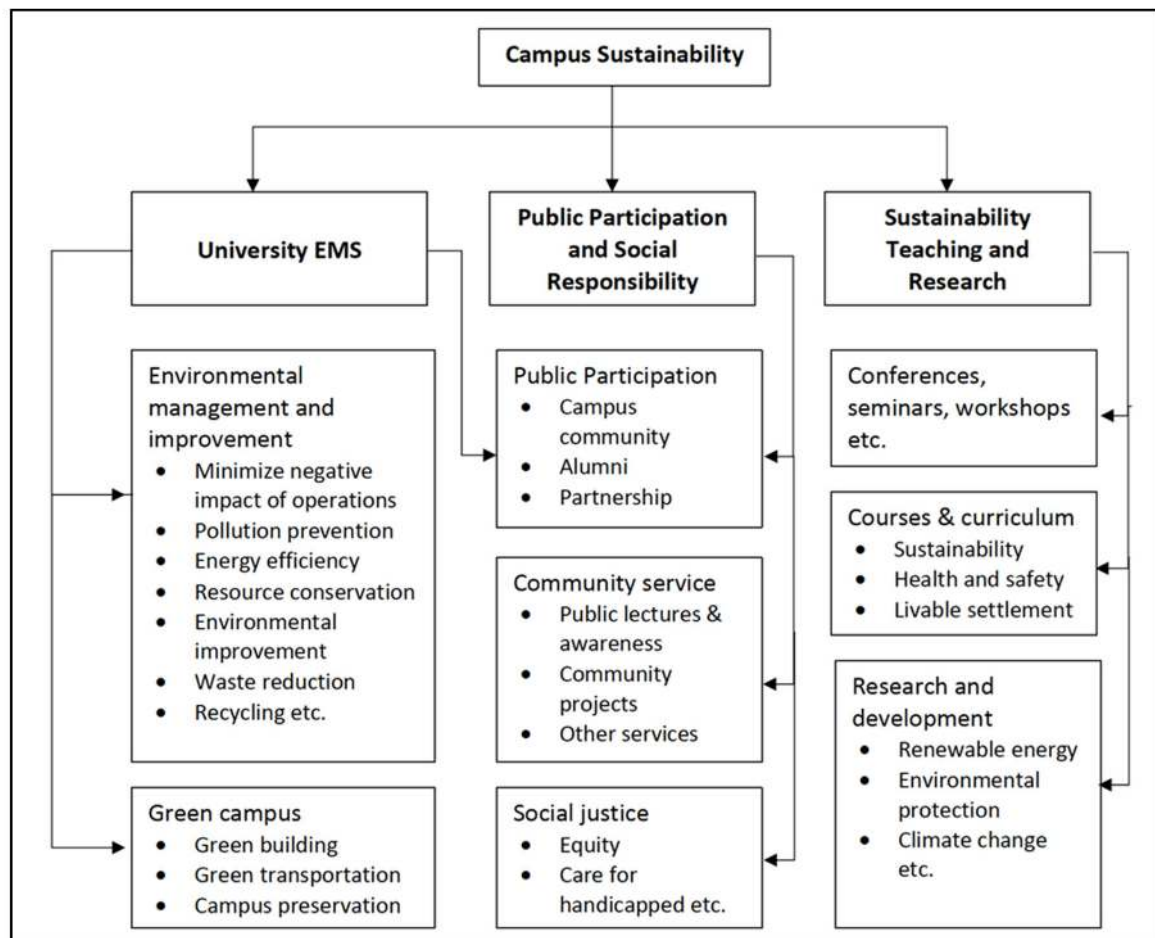 Campus Sustainability
University EMS
Public Participation
and Social
Responsibility
Sustainability
Teaching and
Research
Environmental
management and
improvement
• Minimize negative
impact of operations
• Pollution prevention
• Energy efficiency
• Resource conservation
• Environmental
improvement
• Waste reduction
• Recycling etc.
Green campus
• Green building
• Green transportation
• Campus preservation
Public Participation
• Campus
community
• Alumni
• Partnership
Community service
• Public lectures &
awareness
• Community
projects
• Other services
Social justice
• Equity
• Care for
handicapped etc.
Conferences,
seminars, workshops
etc.
Courses & curriculum
• Sustainability
• Health and safety
• Livable settlement
Research and
development
• Renewable energy
• Environmental
protection
• Climate change
etc.